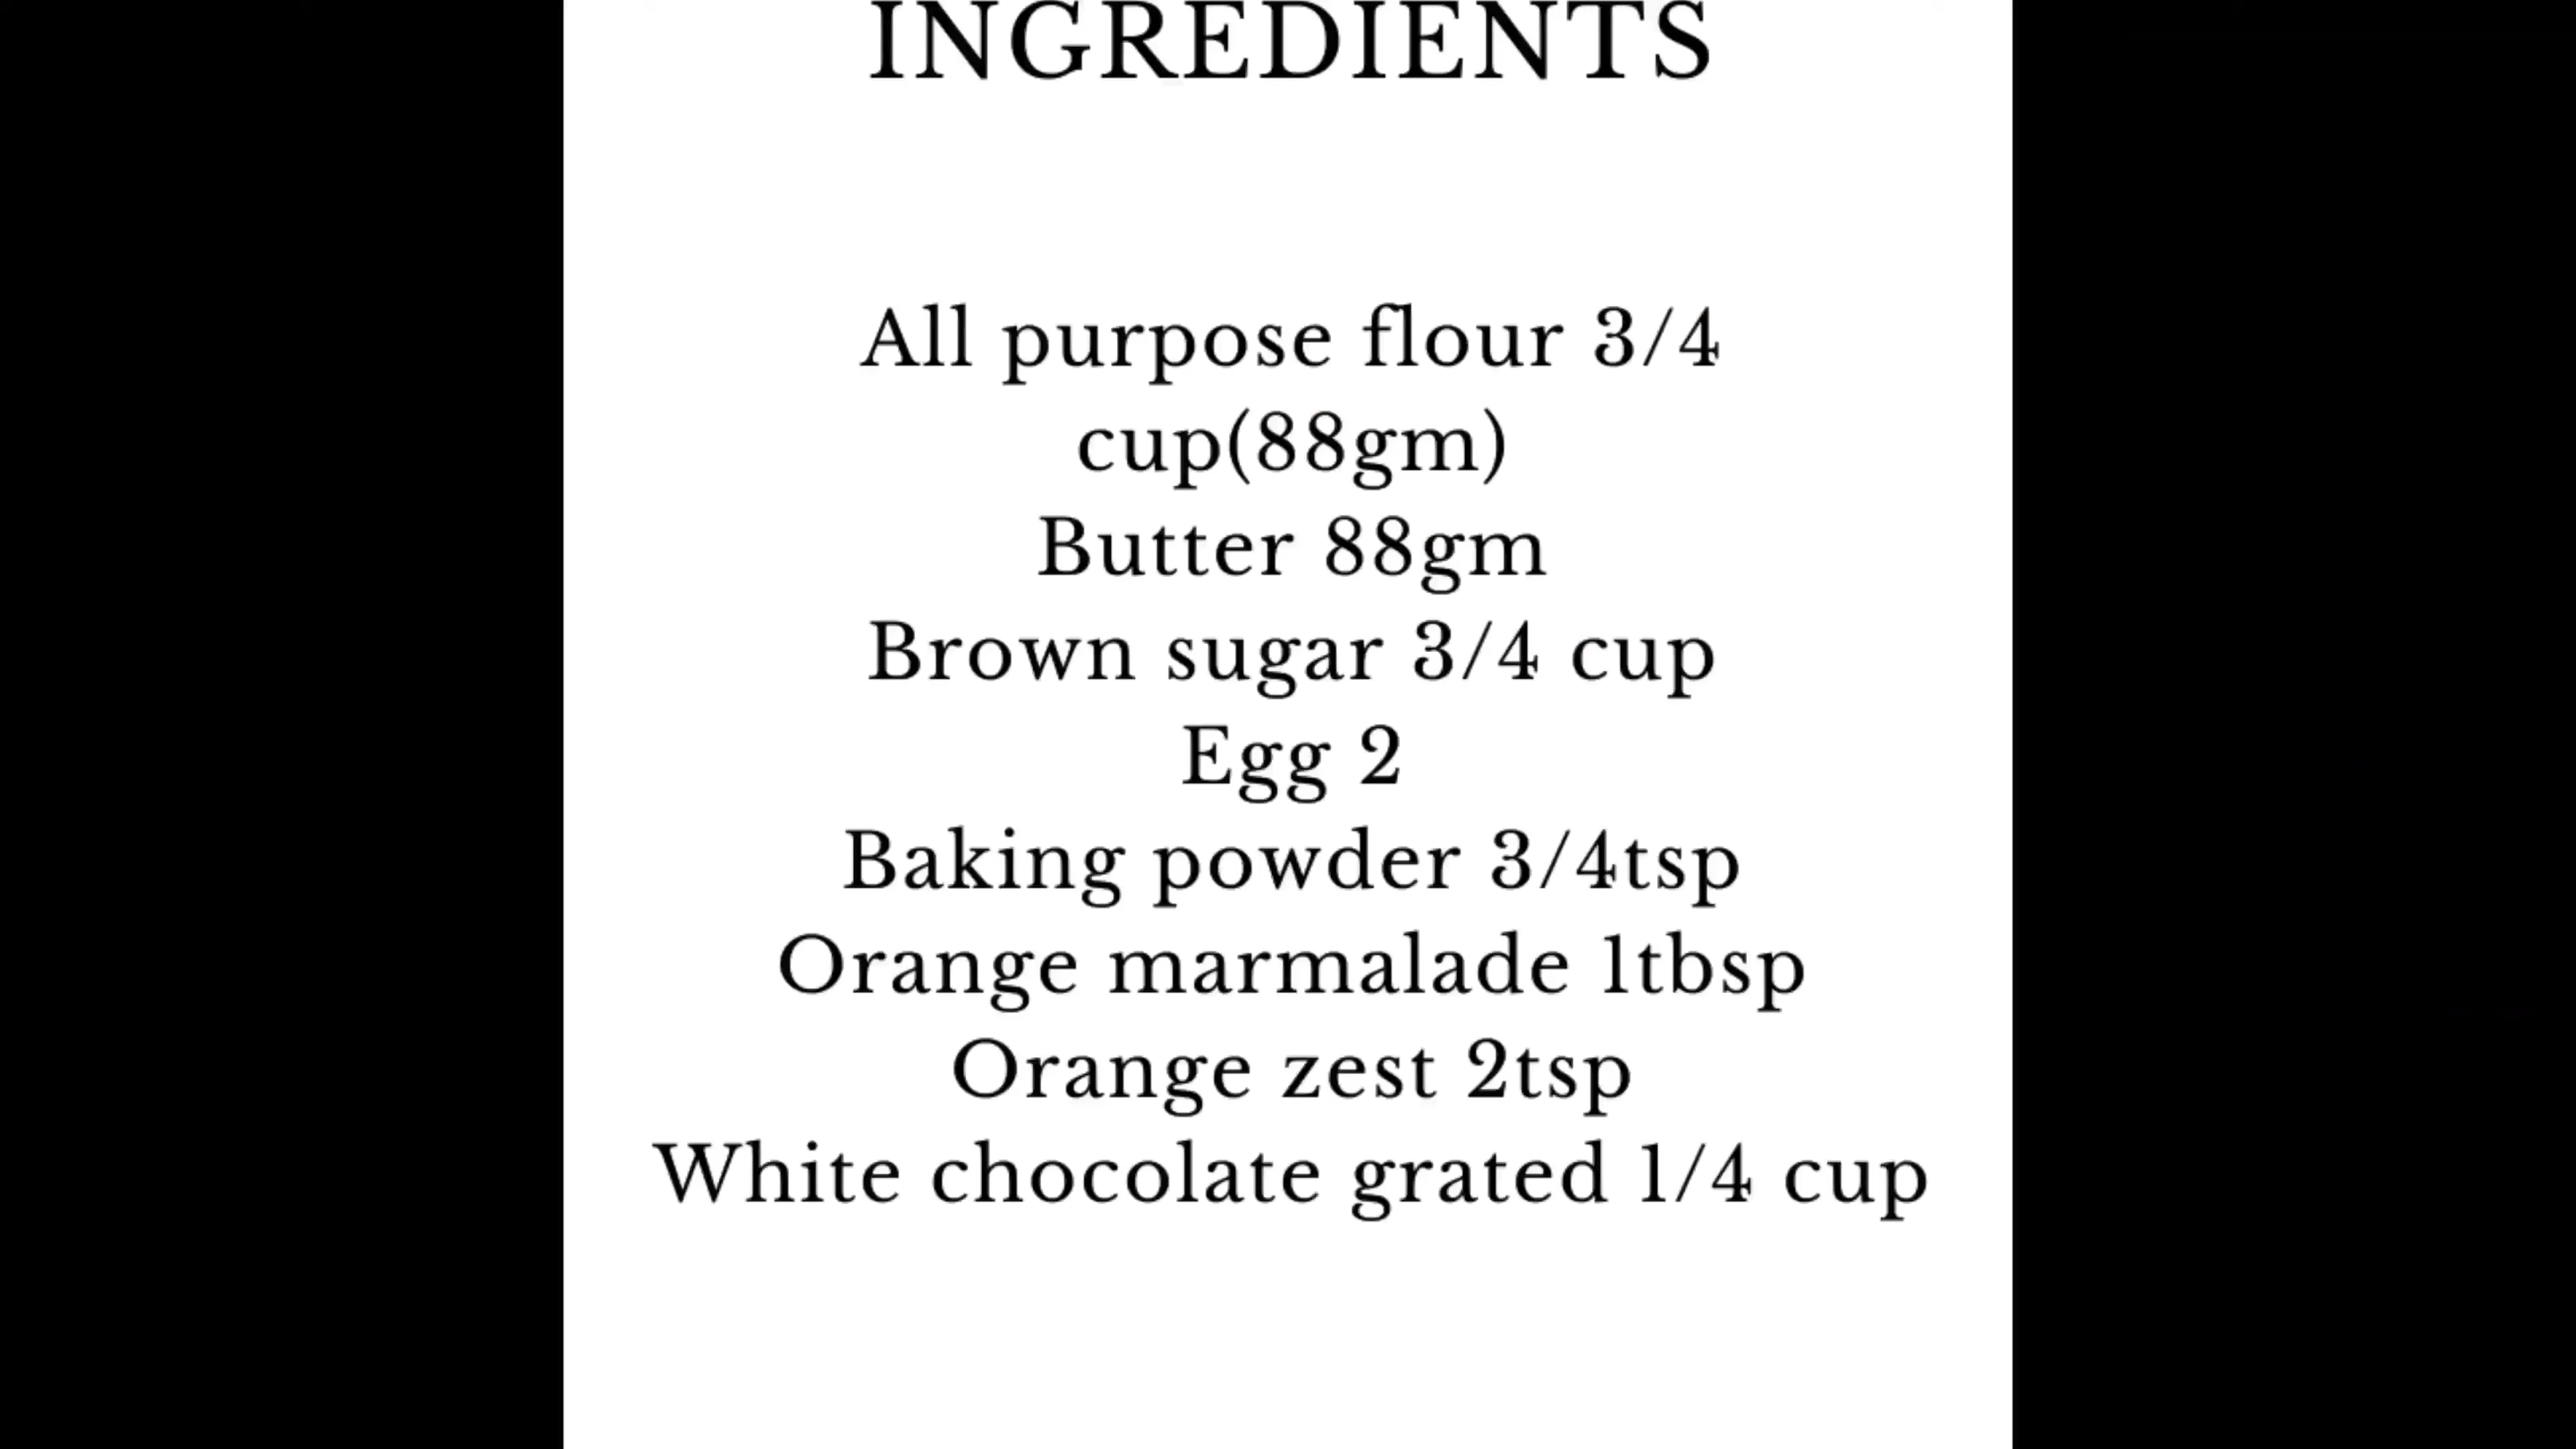 INGREDIENTS
All purpose flour 3/4
cup(88gm)
Butter 88gm
Brown sugar 3/4 cup
Egg 2
Baking powder 3/4tsp
Orange marmalade 1tbsp
Orange zest 2tsp
White chocolate grated 1/4 cup